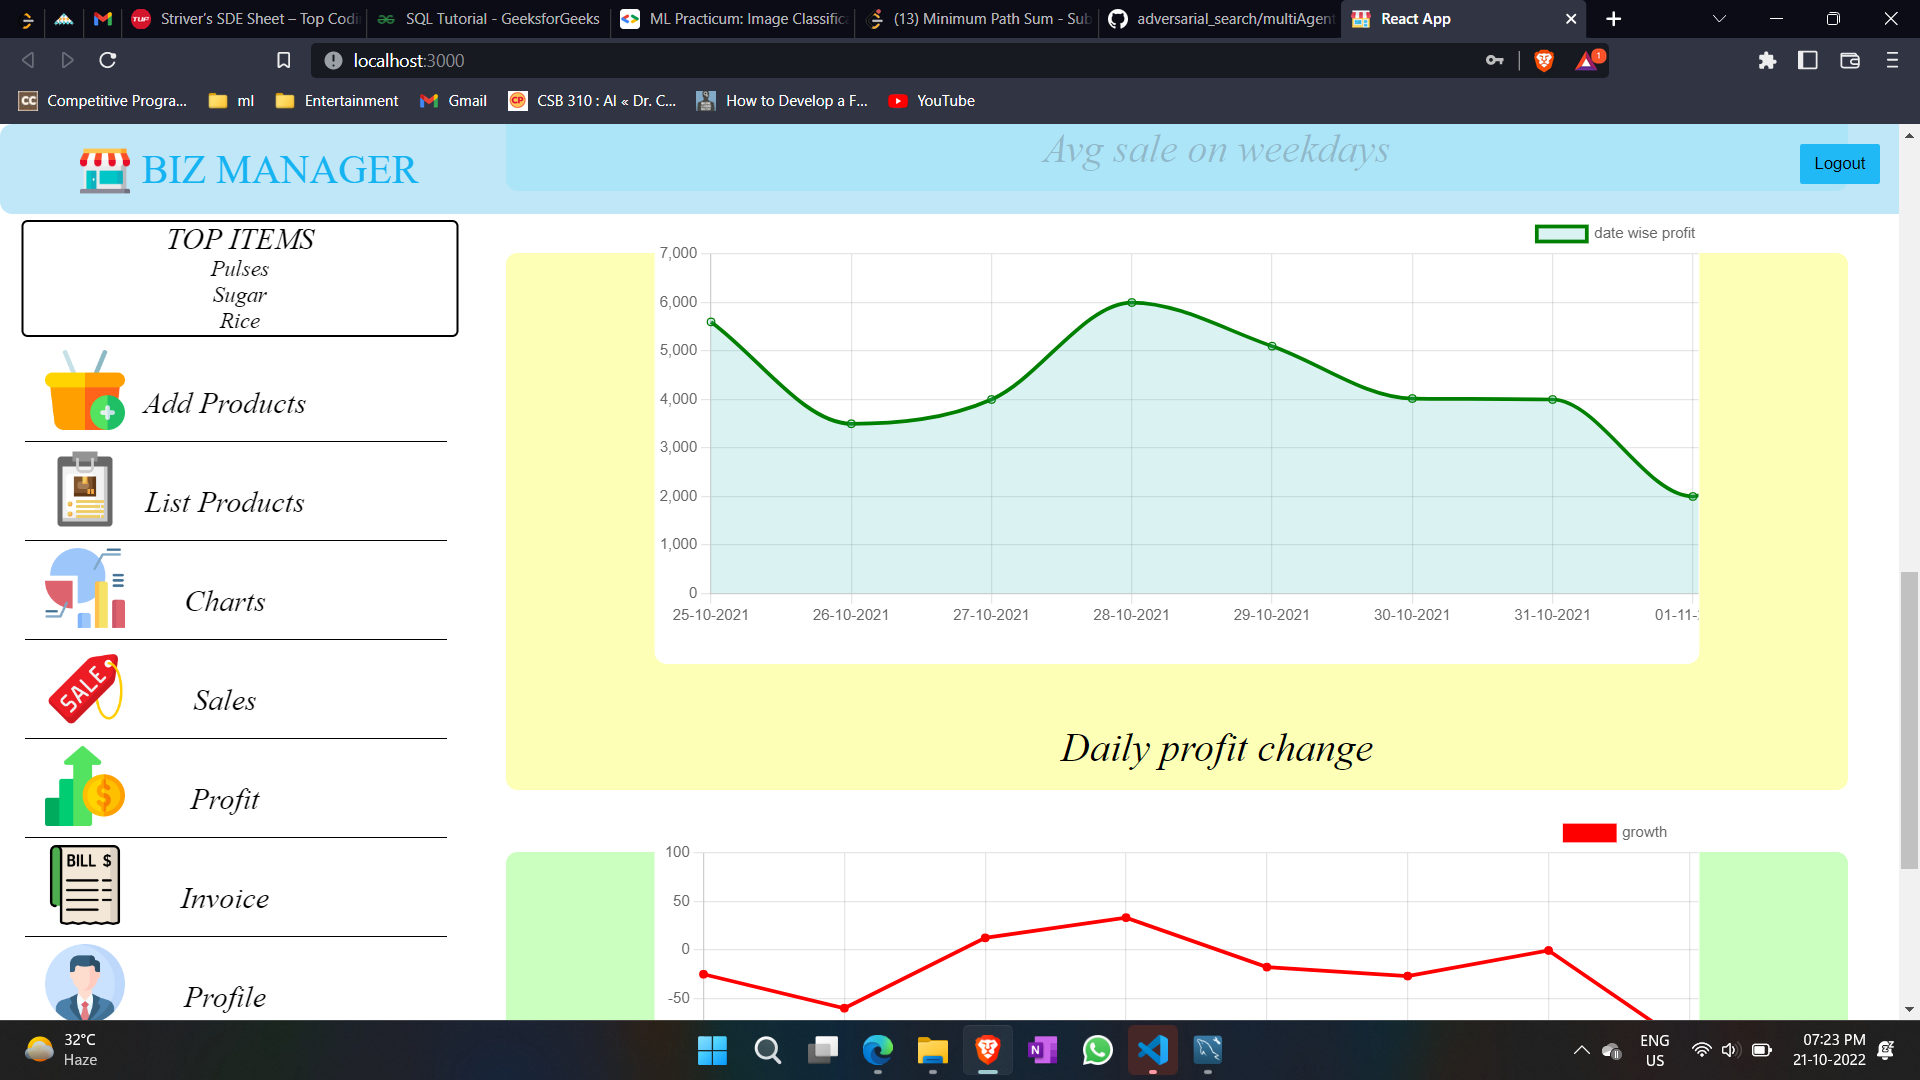 Striver's SDE Sheet – Top Codi
SQL Tutorial - GeeksforGeeks
ML Practicum: Image Classific
(13) Minimum Path Sum - Sub
adversarial_search/multiAgent
React App
localhost:3000
1
CC Competitive Progra...
ml
Entertainment
Gmail
CP CSB 310 : AI « Dr. C...
How to Develop a F...
YouTube
BIZ MANAGER
Avg sale on weekdays
Logout
TOP ITEMS
Pulses
Sugar
Rice
Add Products
List Products
Charts
SALE
Sales
Profit
BILL $
Invoice
Profile
date wise profit
7,000
6,000
5,000
4,000
3,000
2,000
1,000
0
25-10-2021 26-10-2021 27-10-2021 28-10-2021 29-10-2021 30-10-2021 31-10-2021 01-11-
Daily profit change
growth
100
50
0
-50
32°C
Haze
ENG
US
07:23 PM
21-10-2022